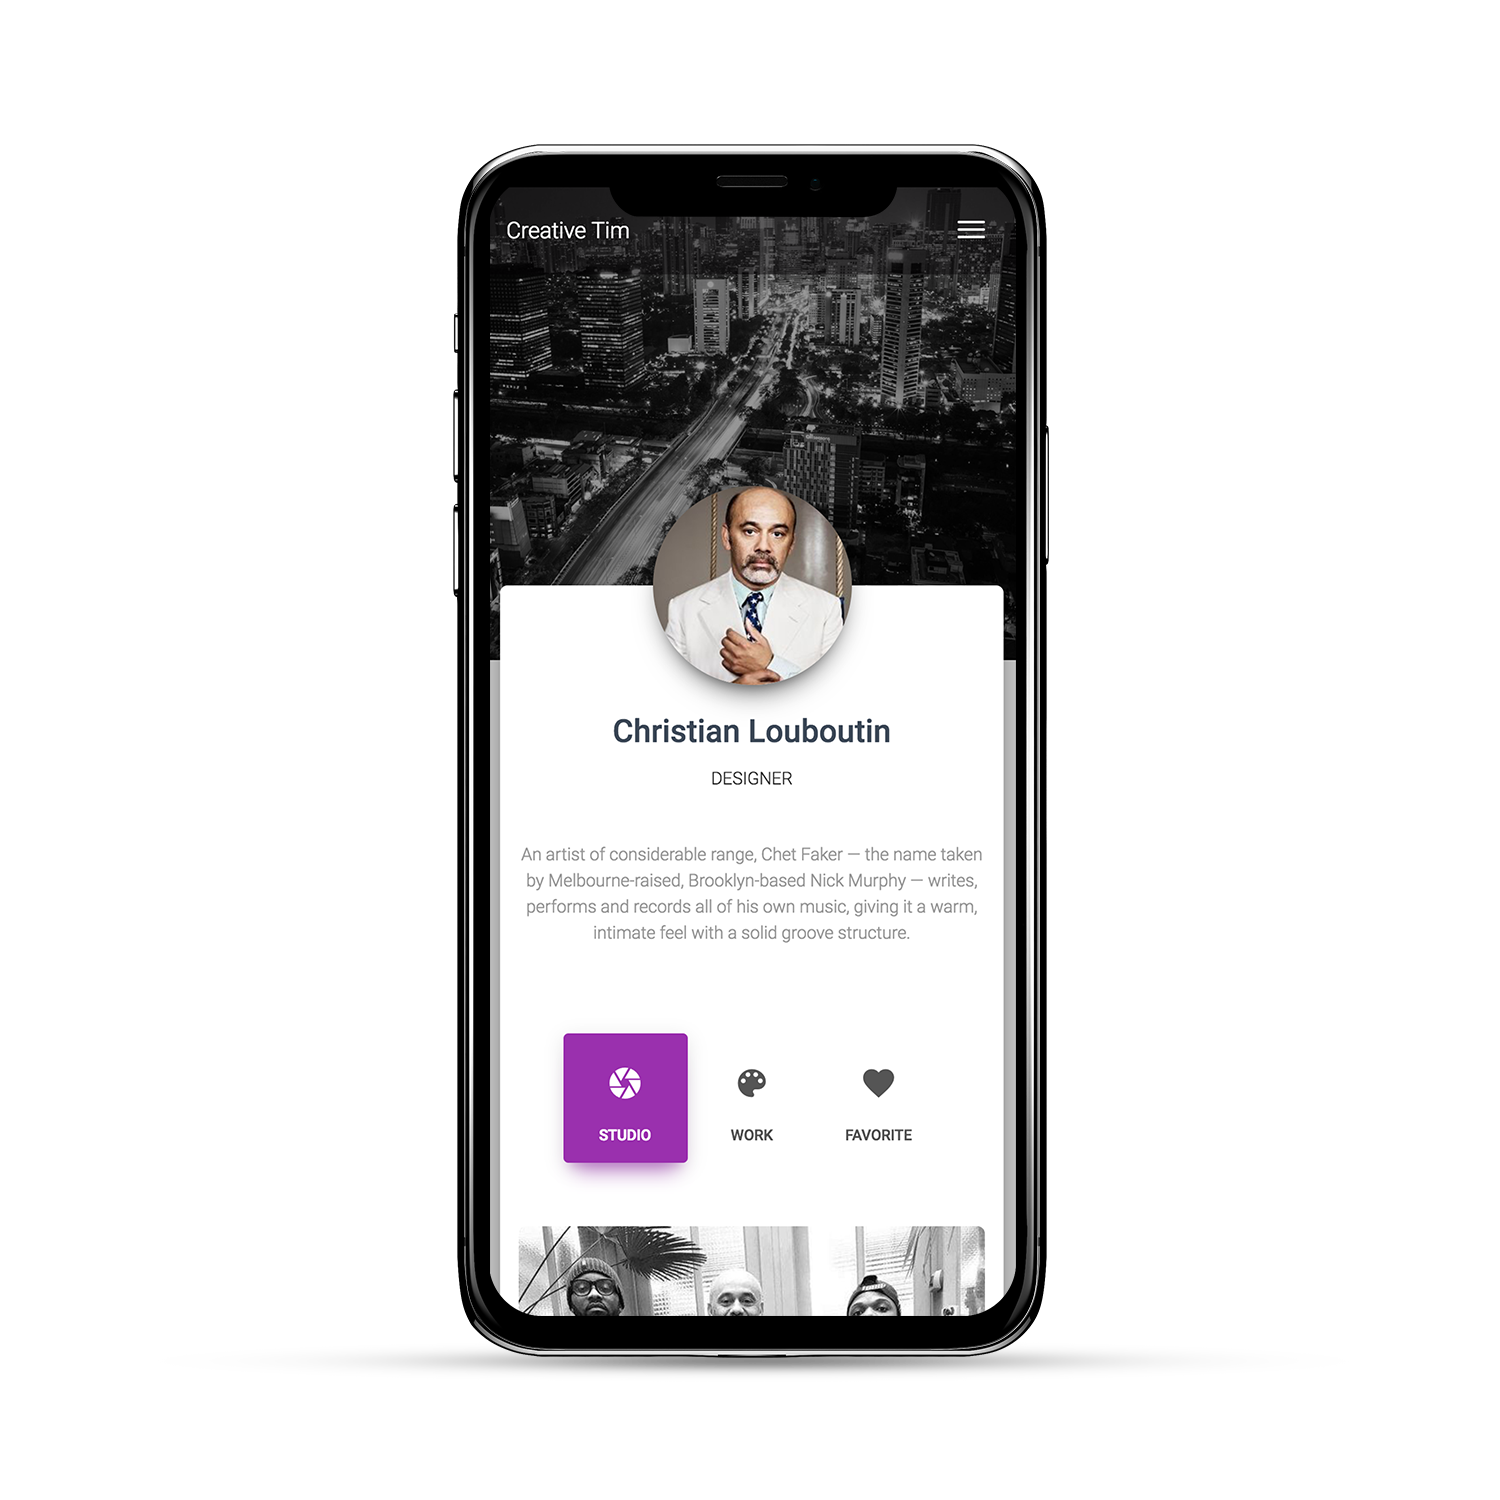 Creative Tim
Christian Louboutin
DESIGNER
An artist of considerable range, Chet Faker — the name taken
by Melbourne-raised, Brooklyn-based Nick Murphy — writes,
performs and records all of his own music, giving it a warm,
intimate feel with a solid groove structure.
STUDIO
WORK
FAVORITE